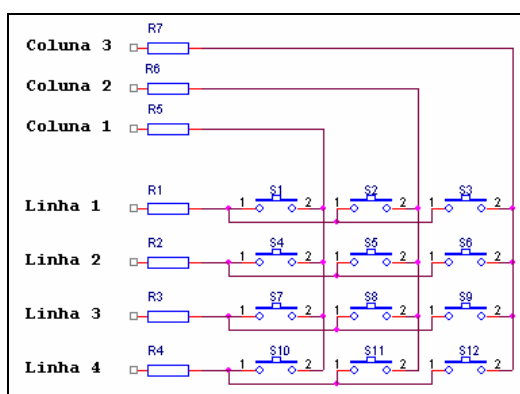 R7
Coluna 3
R6
Coluna 2
R5
Coluna 1
R1 S1 S2 S3
Linha 1 1 2 1 2 1 2
R2 S4 S5 S6
Linha 2 1 2 1 2 1 2
R3 S7 S8 S9
Linha 3 1 2 1 2 1 2
R4 S10 S11 S12
Linha 4 1 2 1 2 1 2